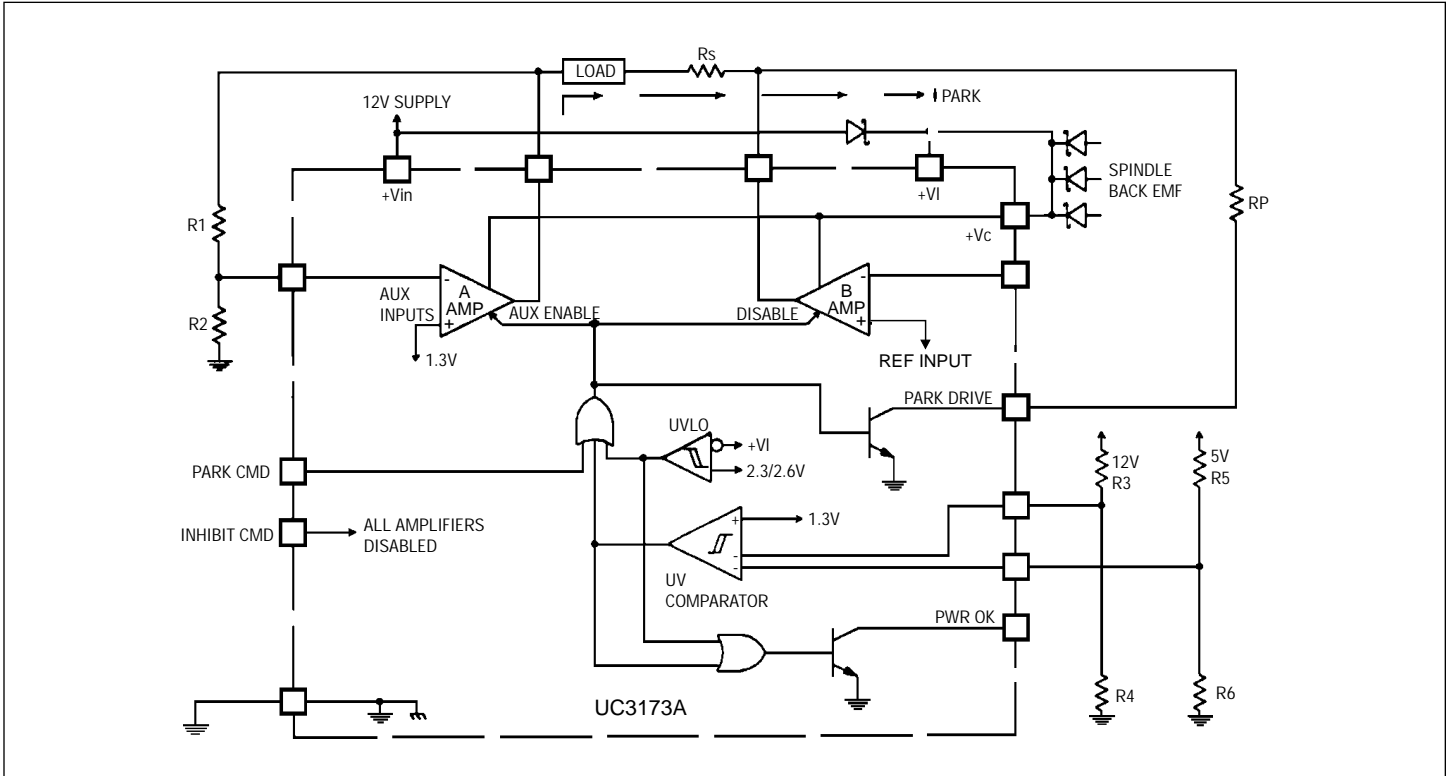 Rs
LOAD
I PARK
12V SUPPLY
SPINDLE
BACK EMF
+Vin
+VI
RP
R1
+Vc
-
A
AMP
+
AUX
INPUTS
AUX ENABLE
DISABLE
-
B
AMP
+
R2
1.3V
REF INPUT
PARK DRIVE
UVLO
+VI
2.3/2.6V
12V
R3
5V
R5
PARK CMD
INHIBIT CMD
ALL AMPLIFIERS
DISABLED
+
1.3V
-
-
UV
COMPARATOR
PWR OK
R4
R6
UC3173A